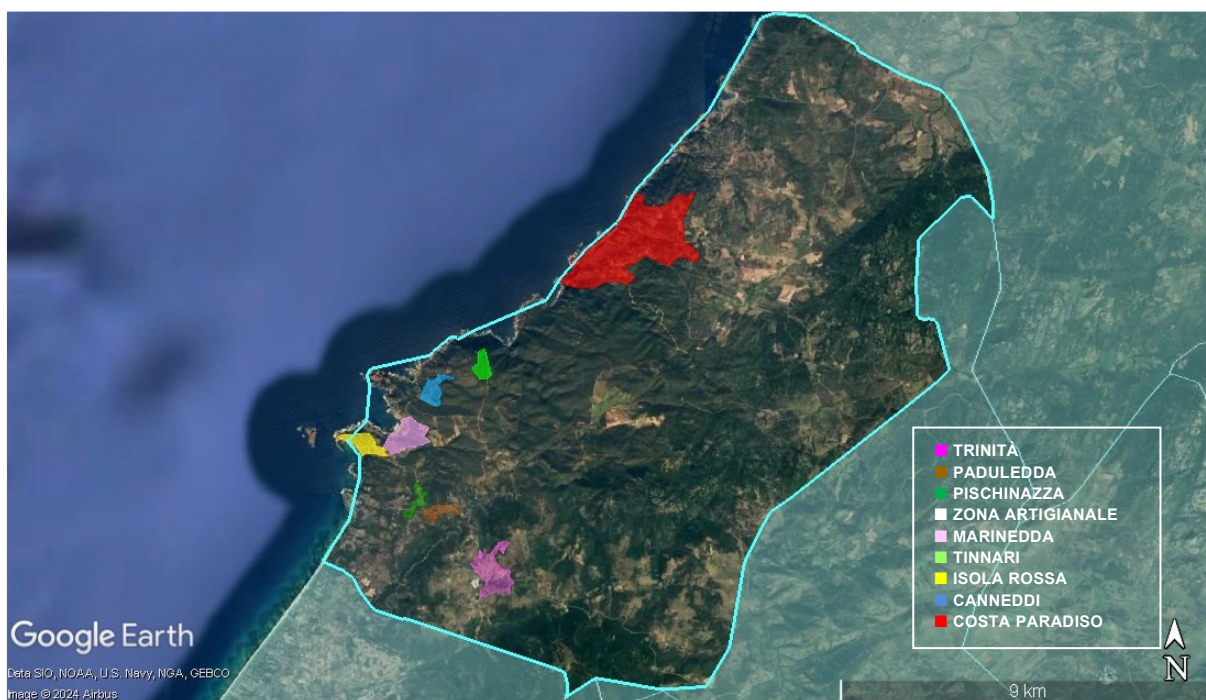 TRINITÀ
PADULEDDA
PISCHINAZZA
ZONA ARTIGIANALE
MARINEDDA
TINNARI
ISOLA ROSSA
CANNEDDI
COSTA PARADISO
Google Earth
Data SIO, NOAA, U.S. Navy, NGA, GEBCO
Image © 2024 Airbus
N
9 km